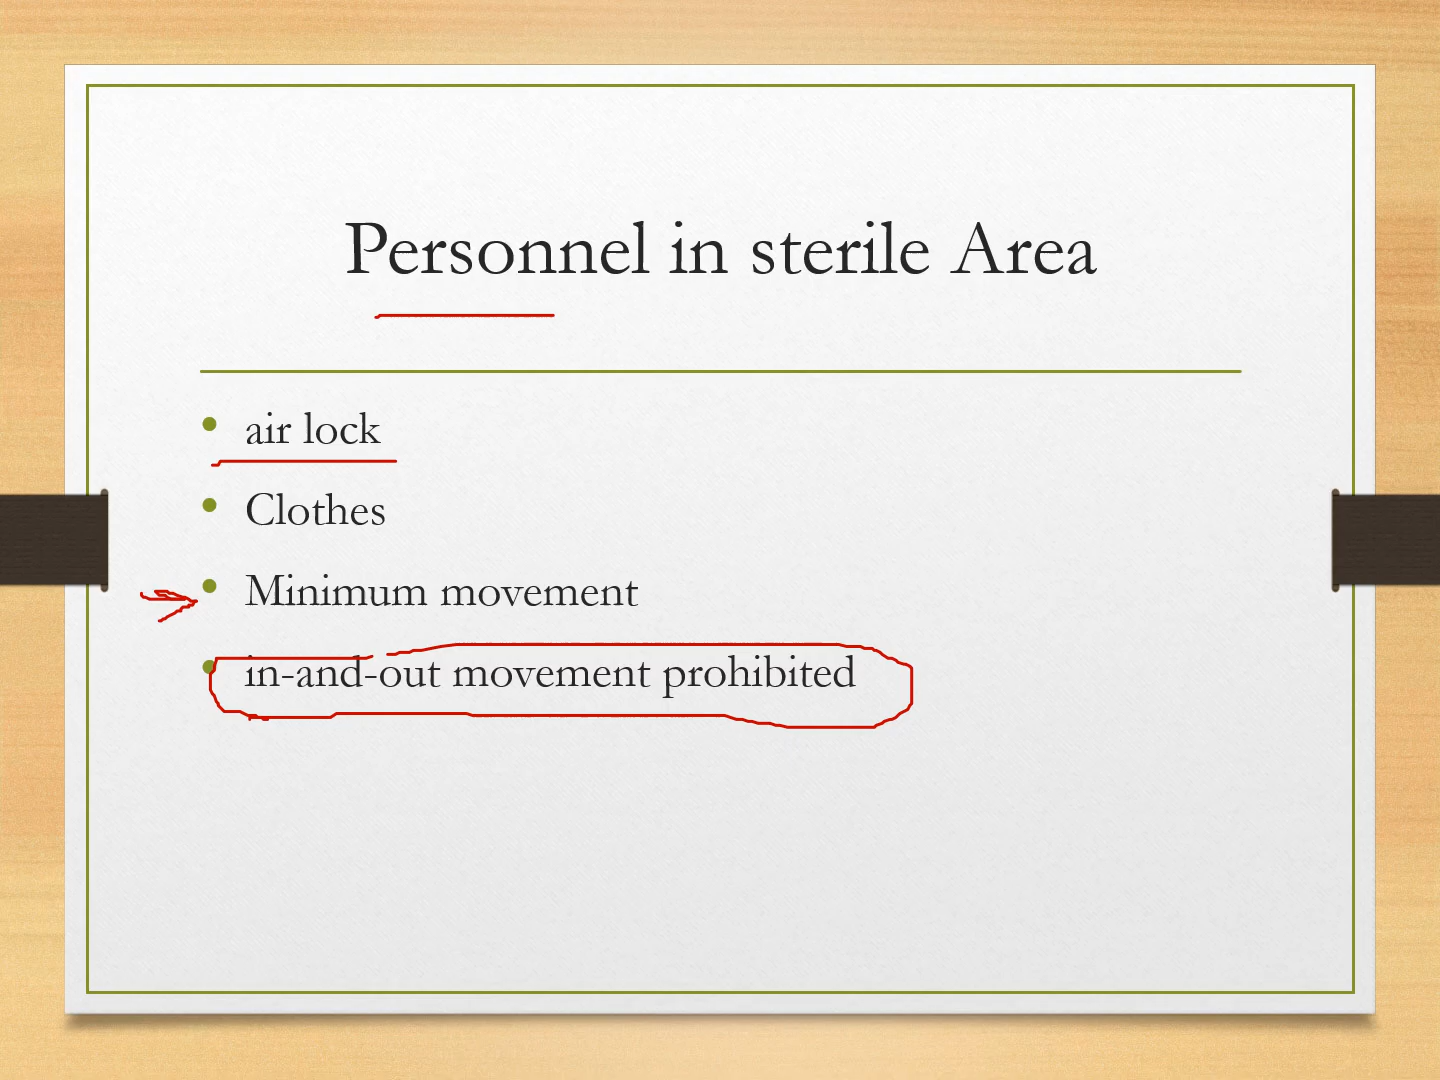 Personnel in sterile Area
• air lock
• Clothes
• Minimum movement
• in-and-out movement prohibited